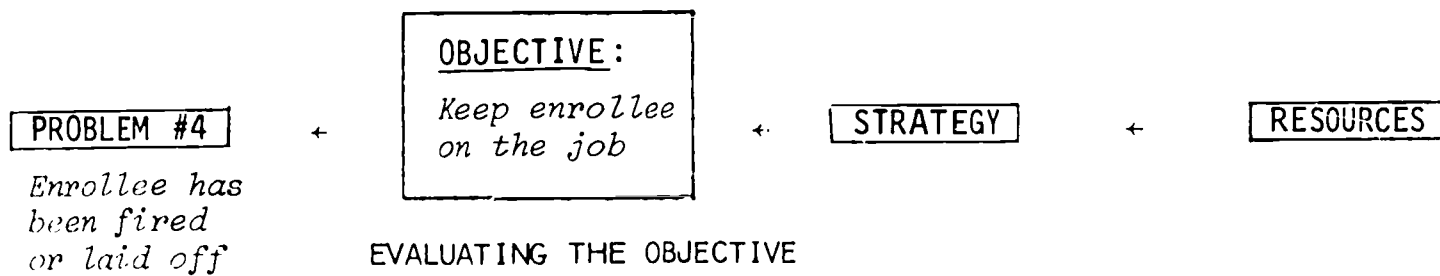 OBJECTIVE:
Keep enrollee
on the job
PROBLEM #4 ← ← STRATEGY ← RESOURCES
Enrollee has
been fired
or laid off
EVALUATING THE OBJECTIVE